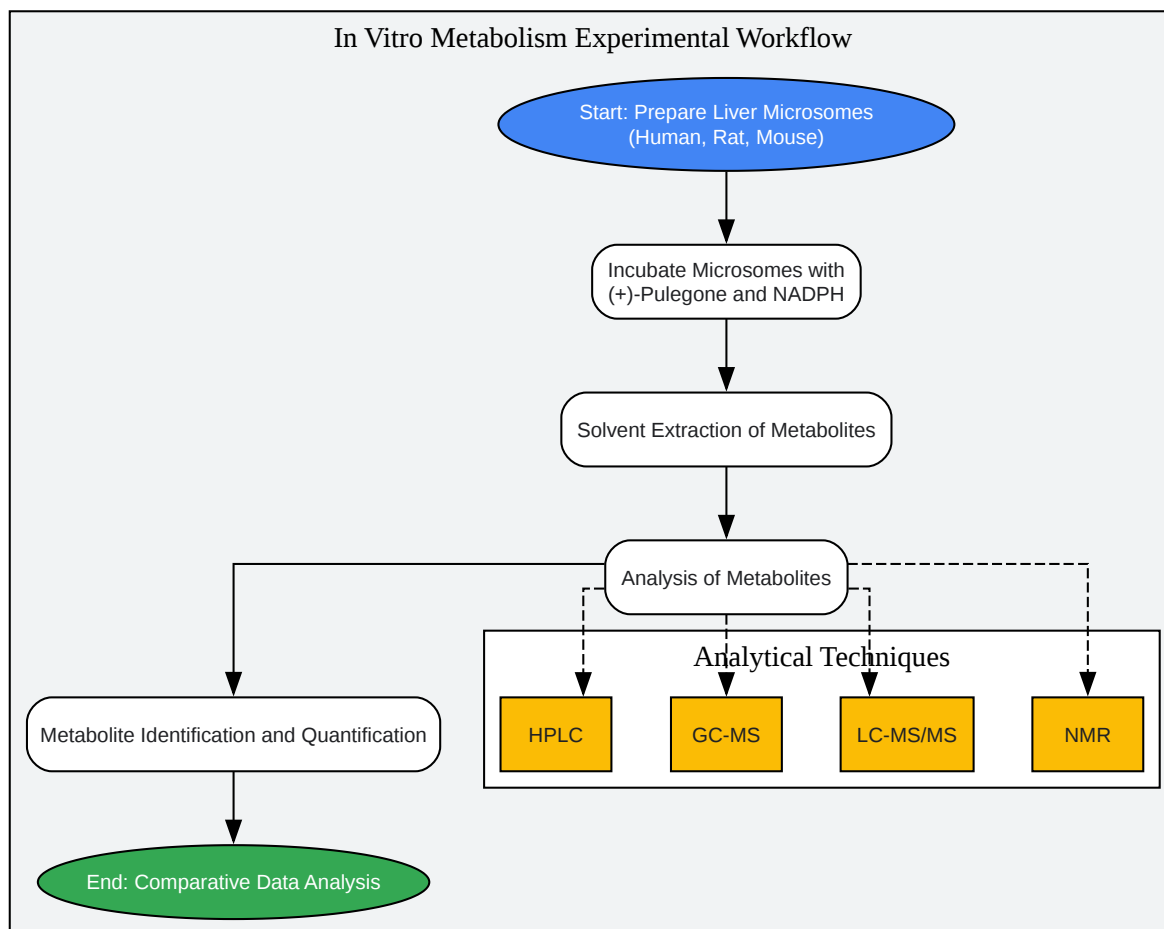 In Vitro Metabolism Experimental Workflow
Start: Prepare Liver Microsomes
(Human, Rat, Mouse)
Incubate Microsomes with
(+)-Pulegone and NADPH
Solvent Extraction of Metabolites
Analysis of Metabolites
Analytical Techniques
Metabolite Identification and Quantification
HPLC
GC-MS
LC-MS/MS
NMR
End: Comparative Data Analysis